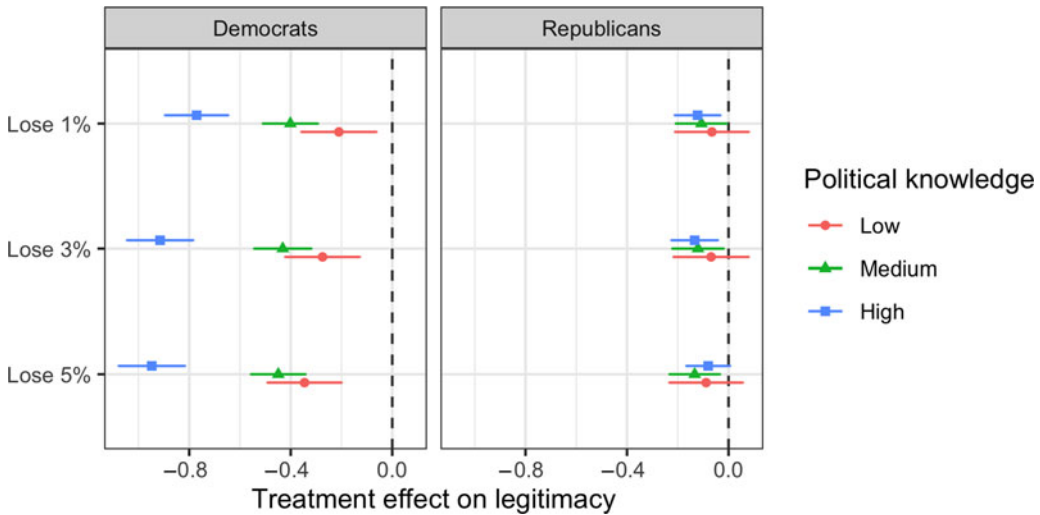 Democrats
Republicans
Lose 1%
Lose 3%
Lose 5%
−0.8
−0.4
0.0
−0.8
−0.4
0.0
Treatment effect on legitimacy
Political knowledge
Low
Medium
High